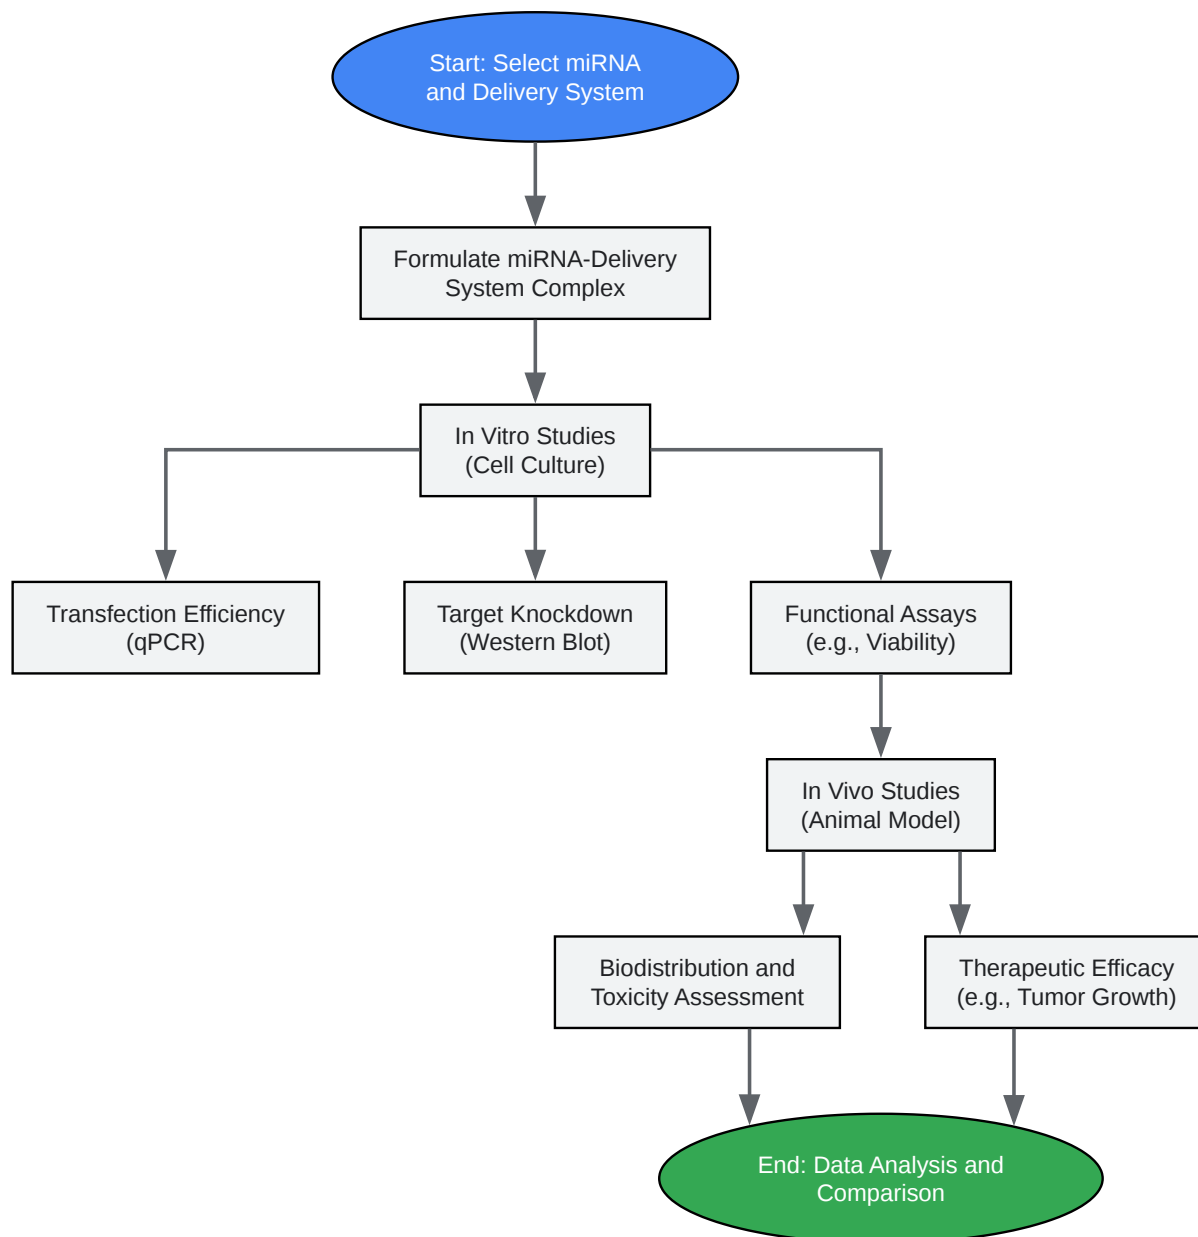 Start: Select miRNA
and Delivery System
Formulate miRNA-Delivery
System Complex
In Vitro Studies
(Cell Culture)
Transfection Efficiency
(qPCR)
Target Knockdown
(Western Blot)
Functional Assays
(e.g., Viability)
In Vivo Studies
(Animal Model)
Biodistribution and
Toxicity Assessment
Therapeutic Efficacy
(e.g., Tumor Growth)
End: Data Analysis and
Comparison